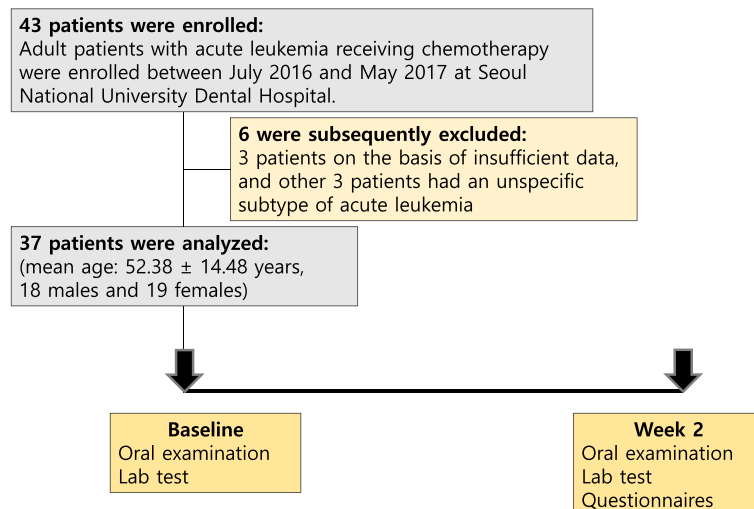 43 patients were enrolled:
Adult patients with acute leukemia receiving chemotherapy
were enrolled between July 2016 and May 2017 at Seoul
National University Dental Hospital.
6 were subsequently excluded:
3 patients on the basis of insufficient data,
and other 3 patients had an unspecific
subtype of acute leukemia
37 patients were analyzed:
(mean age: 52.38 ± 14.48 years,
18 males and 19 females)
Baseline
Oral examination
Lab test
Week 2
Oral examination
Lab test
Questionnaires